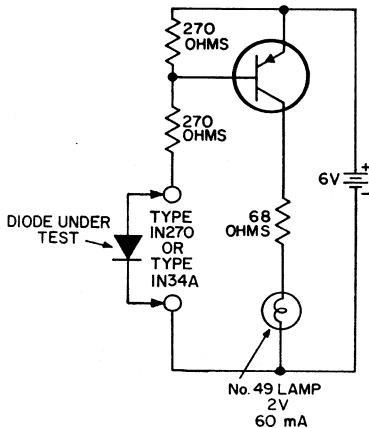 270
OHMS
270
OHMS
6V
+
-
68
OHMS
DIODE UNDER
TEST
TYPE
IN270
OR
TYPE
IN34A
No. 49 LAMP
2V
60 mA